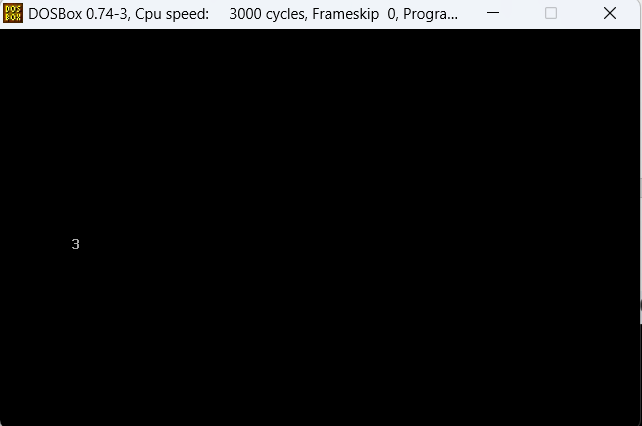 DOSBox 0.74-3, Cpu speed: 3000 cycles, Frameskip 0, Progra...
3